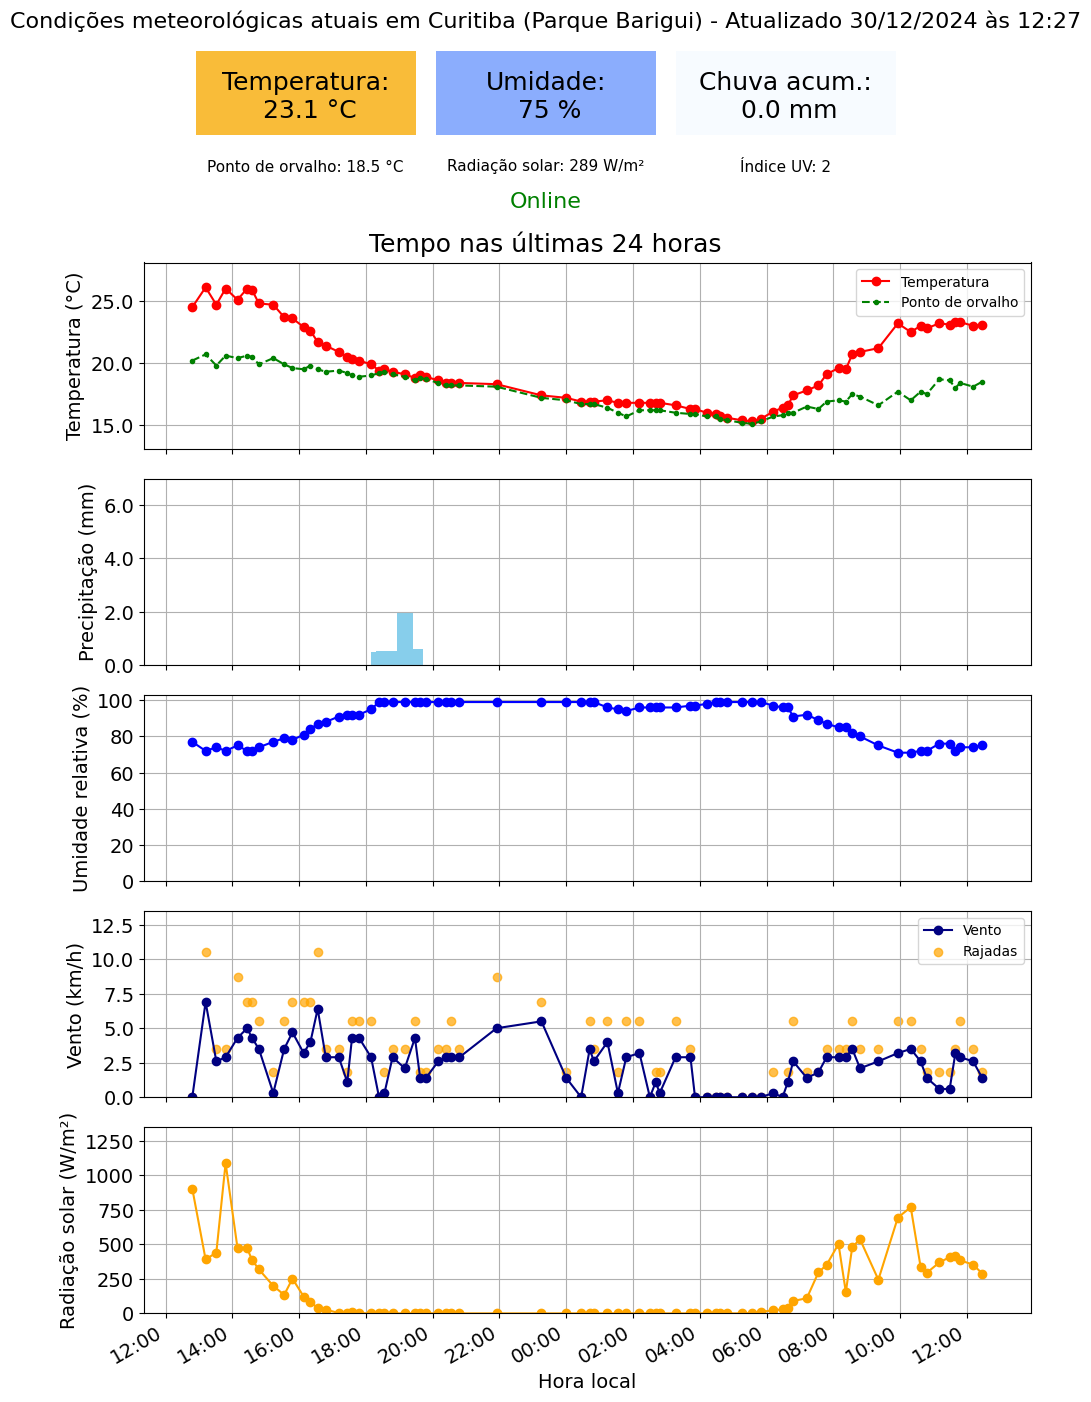 Condições meteorológicas atuais em Curitiba (Parque Barigui) - Atualizado 30/12/2024 às 12:27
Temperatura:
23.1 °C
Umidade:
75 %
Chuva acum.:
0.0 mm
Ponto de orvalho: 18.5 °C
Radiação solar: 289 W/m²
Índice UV: 2
Online
Tempo nas últimas 24 horas
Temperatura (°C)
25.0
20.0
15.0
Temperatura
Ponto de orvalho
Precipitação (mm)
6.0
4.0
2.0
0.0
Umidade relativa (%)
100
80
60
40
20
0
Vento (km/h)
12.5
10.0
7.5
5.0
2.5
0.0
Vento
Rajadas
Radiação solar (W/m²)
1250
1000
750
500
250
0
12:00
14:00
16:00
18:00
20:00
22:00
00:00
02:00
04:00
06:00
08:00
10:00
12:00
Hora local